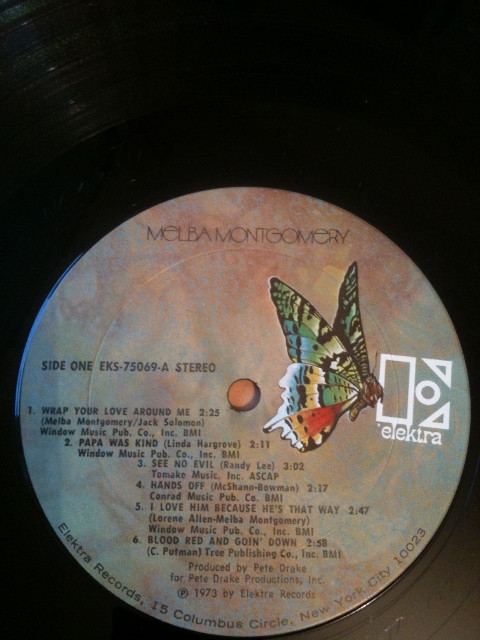 MELBA MONTGOMERY
SIDE ONE EKS-75069-A STEREO
elektra
1. WRAP YOUR LOVE AROUND ME 2:25
(Melba Montgomery/Jack Solomon)
Window Music Pub. Co., Inc. BMI
2. PAPA WAS KIND (Linda Hargrove) 2:11
Window Music Pub. Co., Inc. BMI
3. SEE NO EVIL (Randy Lee) 3:02
Tomake Music, Inc. ASCAP
4. HANDS OFF (McShann-Bowman) 2:17
Conrad Music Pub. Co. BMI
5. I LOVE HIM BECAUSE HE'S THAT WAY 2:47
(Lorene Allen-Melba Montgomery)
Window Music Pub. Co., Inc. BMI
6. BLOOD RED AND GOIN' DOWN 2:58
(C. Putman) Tree Publishing Co., Inc. BMI
Produced by Pete Drake
for Pete Drake Productions, Inc.
℗ 1973 by Elektra Records
Elektra Records, 15 Columbus Circle, New York City 10023